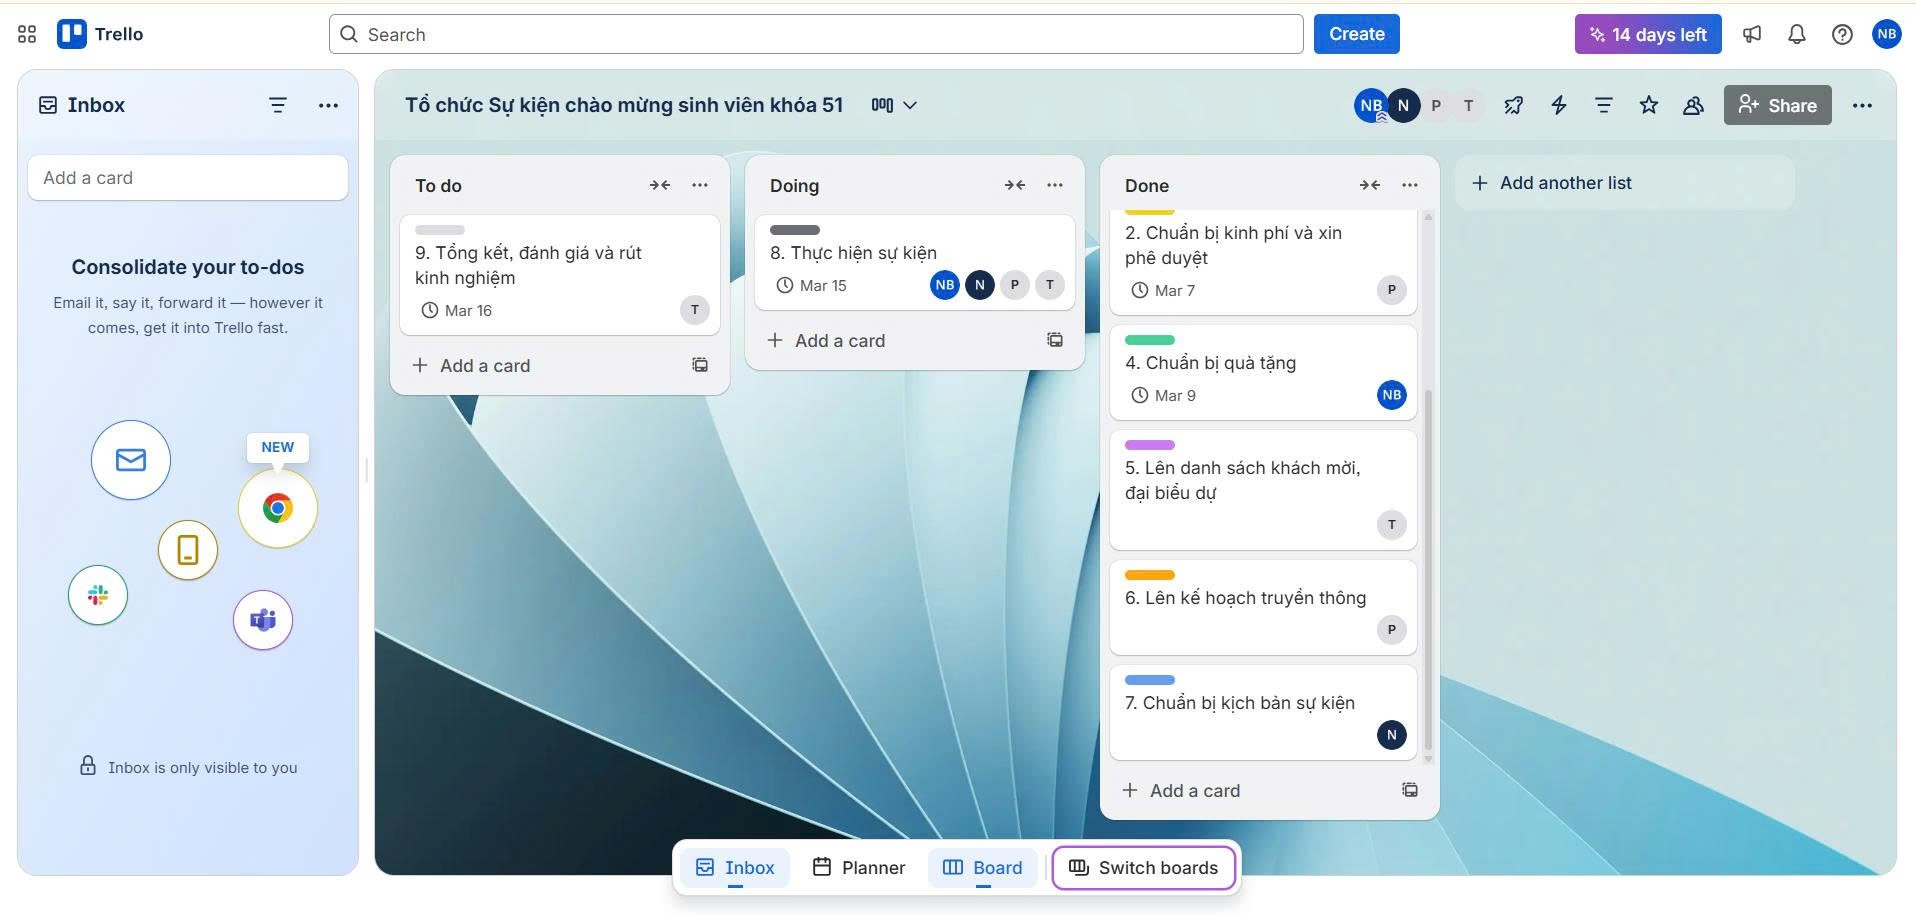 Trello
Search
Create
14 days left
NB
Inbox
Add a card
Consolidate your to-dos
Email it, say it, forward it — however it
comes, get it into Trello fast.
NEW
Inbox is only visible to you
Tổ chức Sự kiện chào mừng sinh viên khóa 51
NB
N
P
T
Share
To do
9. Tổng kết, đánh giá và rút
kinh nghiệm
Mar 16
T
Add a card
Doing
8. Thực hiện sự kiện
Mar 15
NB
N
P
T
Add a card
Done
2. Chuẩn bị kinh phí và xin
phê duyệt
Mar 7
P
4. Chuẩn bị quà tặng
Mar 9
NB
5. Lên danh sách khách mời,
đại biểu dự
T
6. Lên kế hoạch truyền thông
P
7. Chuẩn bị kịch bản sự kiện
N
Add a card
Add another list
Inbox
Planner
Board
Switch boards